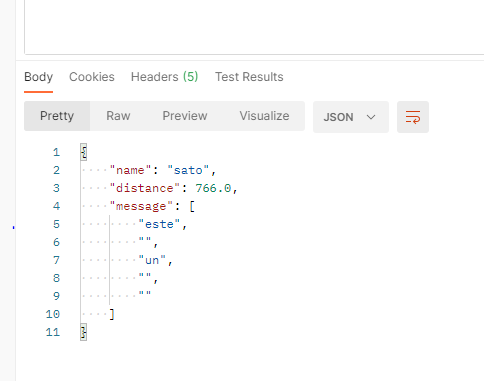 Body Cookies Headers (5) Test Results
Pretty Raw Preview Visualize JSON
1 {
2 "name": "sato",
3 "distance": 766.0,
4 "message": [
5 "este",
6 "",
7 "un",
8 "",
9 ""
10 ]
11 }